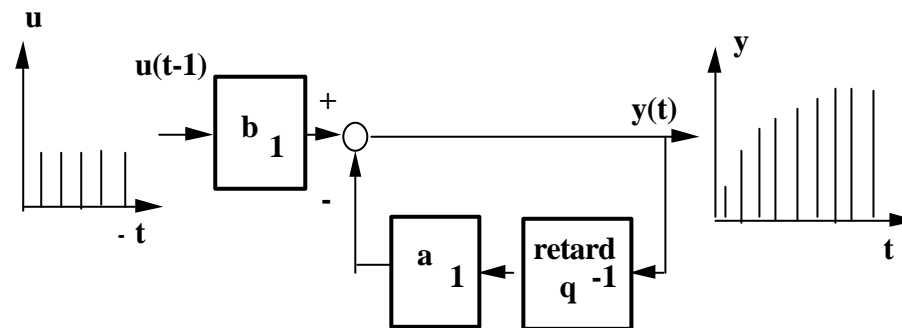 u
u(t-1)
b 1
+
-
- t
y(t)
a 1
retard
q -1
y
t